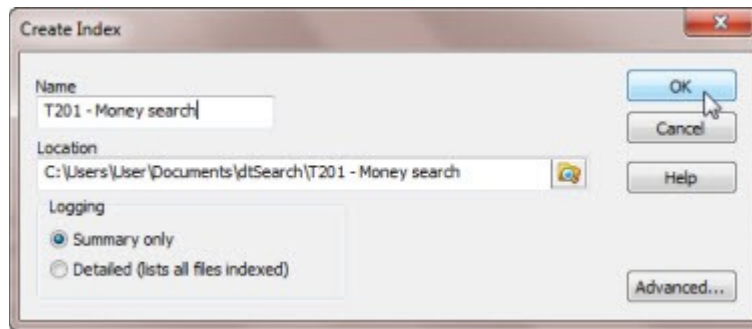 Create Index
Name
T201 - Money search
OK
Cancel
Location
C:\Users\User\Documents\dtSearch\T201 - Money search
Help
Logging
Summary only
Detailed (lists all files indexed)
Advanced...